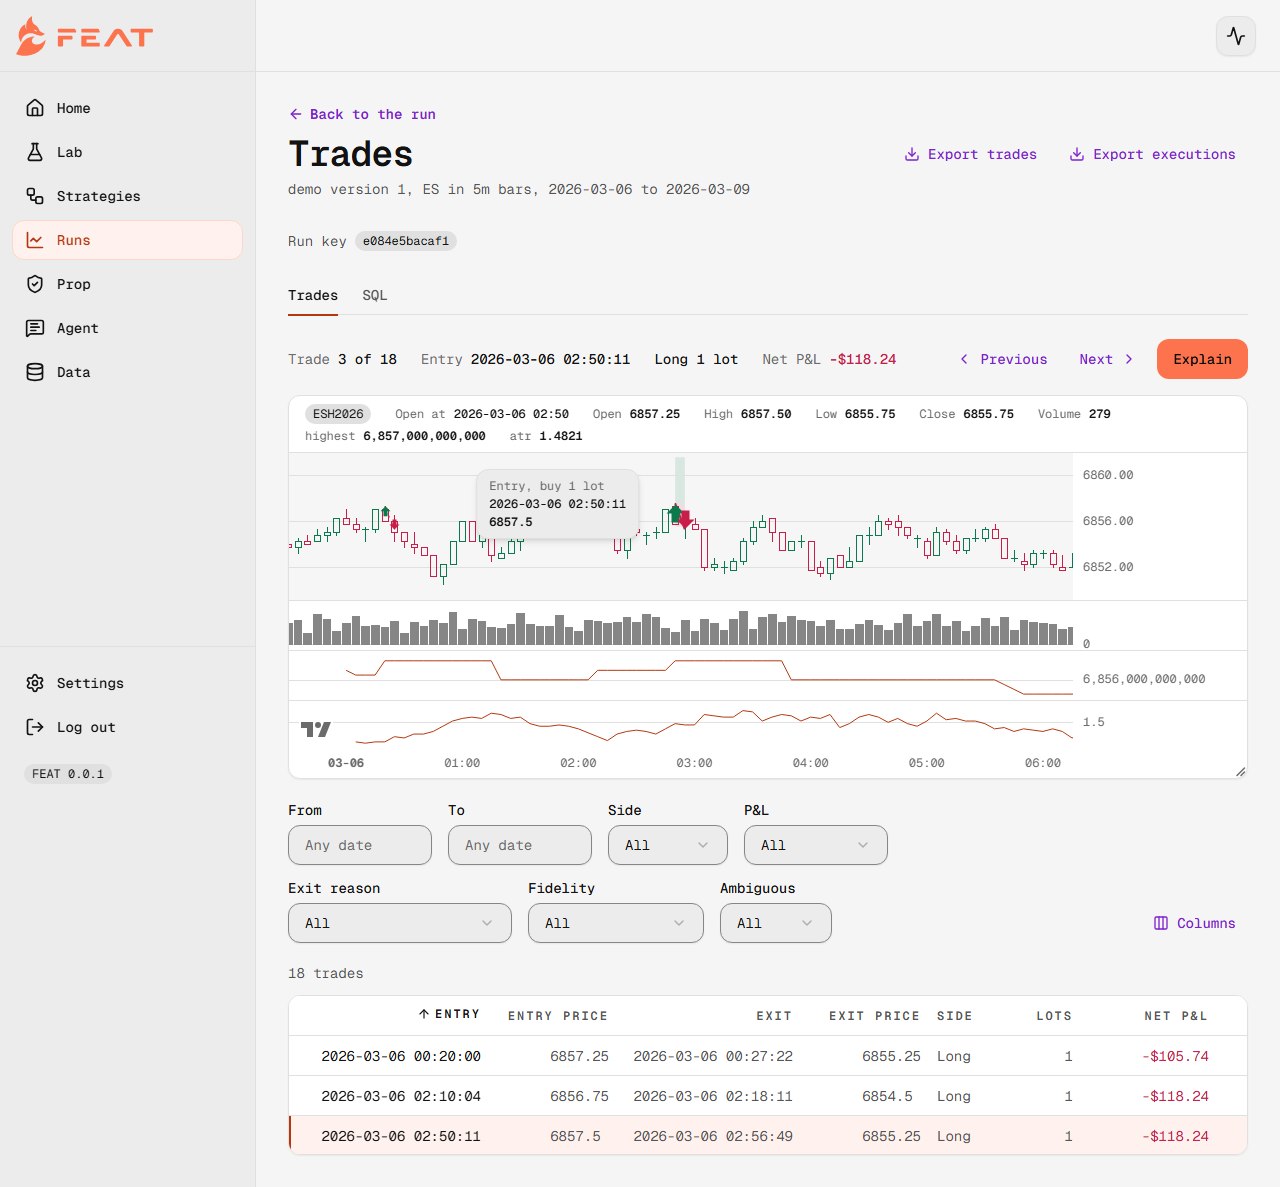 FEAT
Home
Lab
Strategies
Runs
Prop
Agent
Data
Settings
Log out
FEAT 0.0.1
Back to the run
Trades
Export trades
Export executions
demo version 1, ES in 5m bars, 2026-03-06 to 2026-03-09
Run key e084e5bacaf1
Trades SQL
Trade 3 of 18 Entry 2026-03-06 02:50:11 Long 1 lot Net P&L -$118.24 Previous Next Explain
ESH2026 Open at 2026-03-06 02:50 Open 6857.25 High 6857.50 Low 6855.75 Close 6855.75 Volume 279
highest 6,857,000,000,000 atr 1.4821
Entry, buy 1 lot
2026-03-06 02:50:11
6857.5
6860.00
6856.00
6852.00
0
6,856,000,000,000
1.5
03-06 01:00 02:00 03:00 04:00 05:00 06:00
From To Side P&L
Any date Any date All All
Exit reason Fidelity Ambiguous
All All All Columns
18 trades
ENTRY ENTRY PRICE EXIT EXIT PRICE SIDE LOTS NET P&L
2026-03-06 00:20:00 6857.25 2026-03-06 00:27:22 6855.25 Long 1 -$105.74
2026-03-06 02:10:04 6856.75 2026-03-06 02:18:11 6854.5 Long 1 -$118.24
2026-03-06 02:50:11 6857.5 2026-03-06 02:56:49 6855.25 Long 1 -$118.24